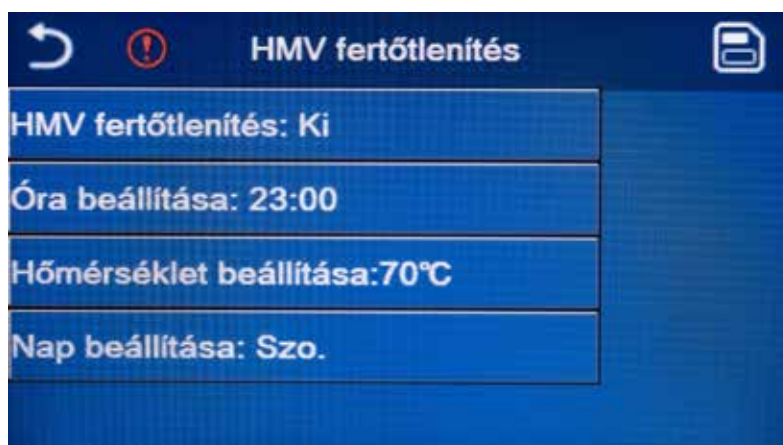 HMV fertőtlenítés
HMV fertőtlenítés: Ki
Óra beállítása: 23:00
Hőmérséklet beállítása:70℃
Nap beállítása: Szo.